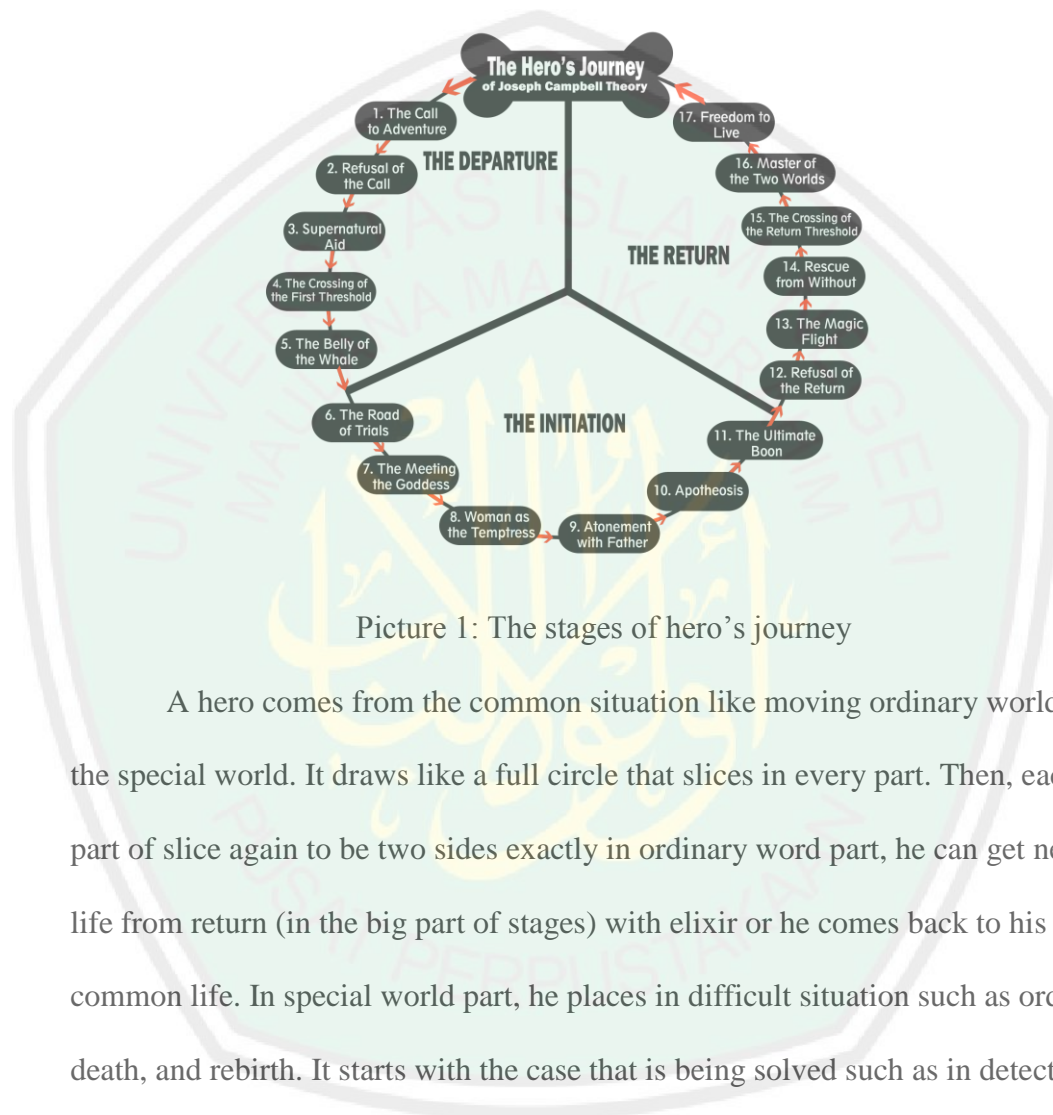 The Hero's Journey
of Joseph Campbell Theory
1. The Call
to Adventure
2. Refusal of
the Call
3. Supernatural
Aid
4. The Crossing of
the First Threshold
5. The Belly of
the Whale
THE DEPARTURE
6. The Road
of Trials
7. The Meeting
the Goddess
8. Woman as
the Temptress
9. Atonement
with Father
10. Apotheosis
11. The Ultimate
Boon
THE INITIATION
12. Refusal of
the Return
13. The Magic
Flight
14. Rescue
from Without
15. The Crossing of
the Return Threshold
16. Master of
the Two Worlds
17. Freedom to
Live
THE RETURN
Picture 1: The stages of hero's journey
A hero comes from the common situation like moving ordinary world
the special world. It draws like a full circle that slices in every part. Then,
part of slice again to be two sides exactly in ordinary word part, he can get
life from return (in the big part of stages) with elixir or he comes back to his
common life. In special world part, he places in difficult situation such as
death, and rebirth. It starts with the case that is being solved such as in
UNIVERSITAS ISLAM NEGERI
MAULANA MALIK IBRAHIM
PUSAT PERPUSTAKAAN